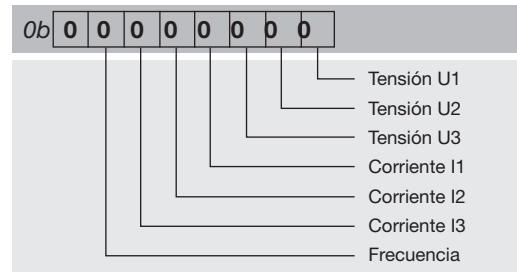 0b 0 0 0 0 0 0 0 0
Tensión U1
Tensión U2
Tensión U3
Corriente I1
Corriente I2
Corriente I3
Frecuencia